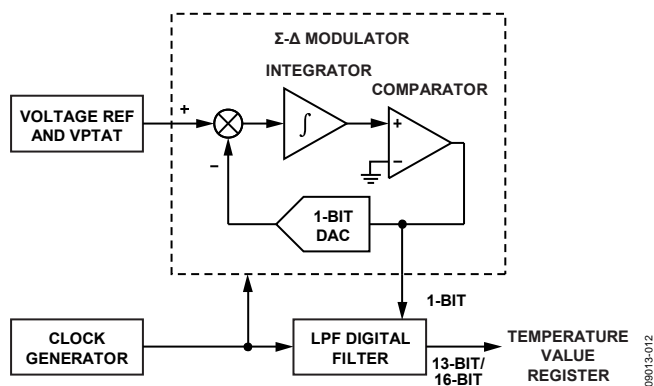 Σ-Δ MODULATOR
INTEGRATOR
COMPARATOR
VOLTAGE REF
AND VPTAT
+
−
∫
+
−
1-BIT
DAC
1-BIT
CLOCK
GENERATOR
LPF DIGITAL
FILTER
13-BIT/
16-BIT
TEMPERATURE
VALUE
REGISTER
09013-012